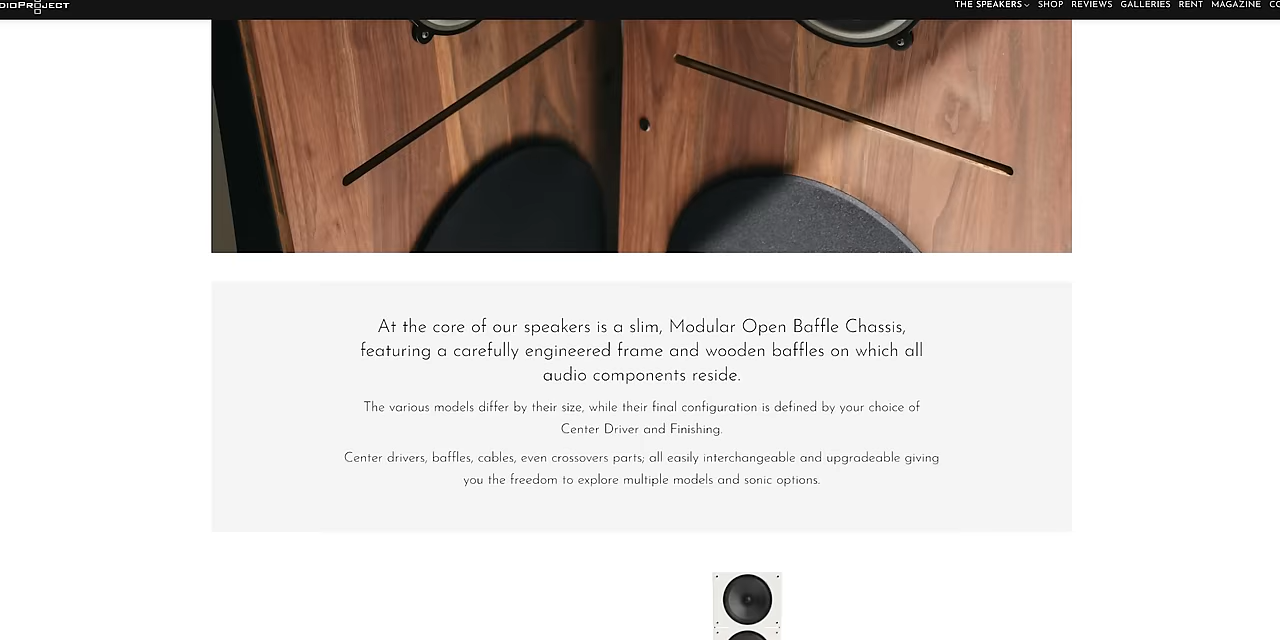 DIOPROJECT
THE SPEAKERS SHOP REVIEWS GALLERIES RENT MAGAZINE
At the core of our speakers is a slim, Modular Open Baffle Chassis,
featuring a carefully engineered frame and wooden baffles on which all
audio components reside.
The various models differ by their size, while their final configuration is defined by your choice of
Center Driver and Finishing.
Center drivers, baffles, cables, even crossovers parts; all easily interchangeable and upgradeable giving
you the freedom to explore multiple models and sonic options.